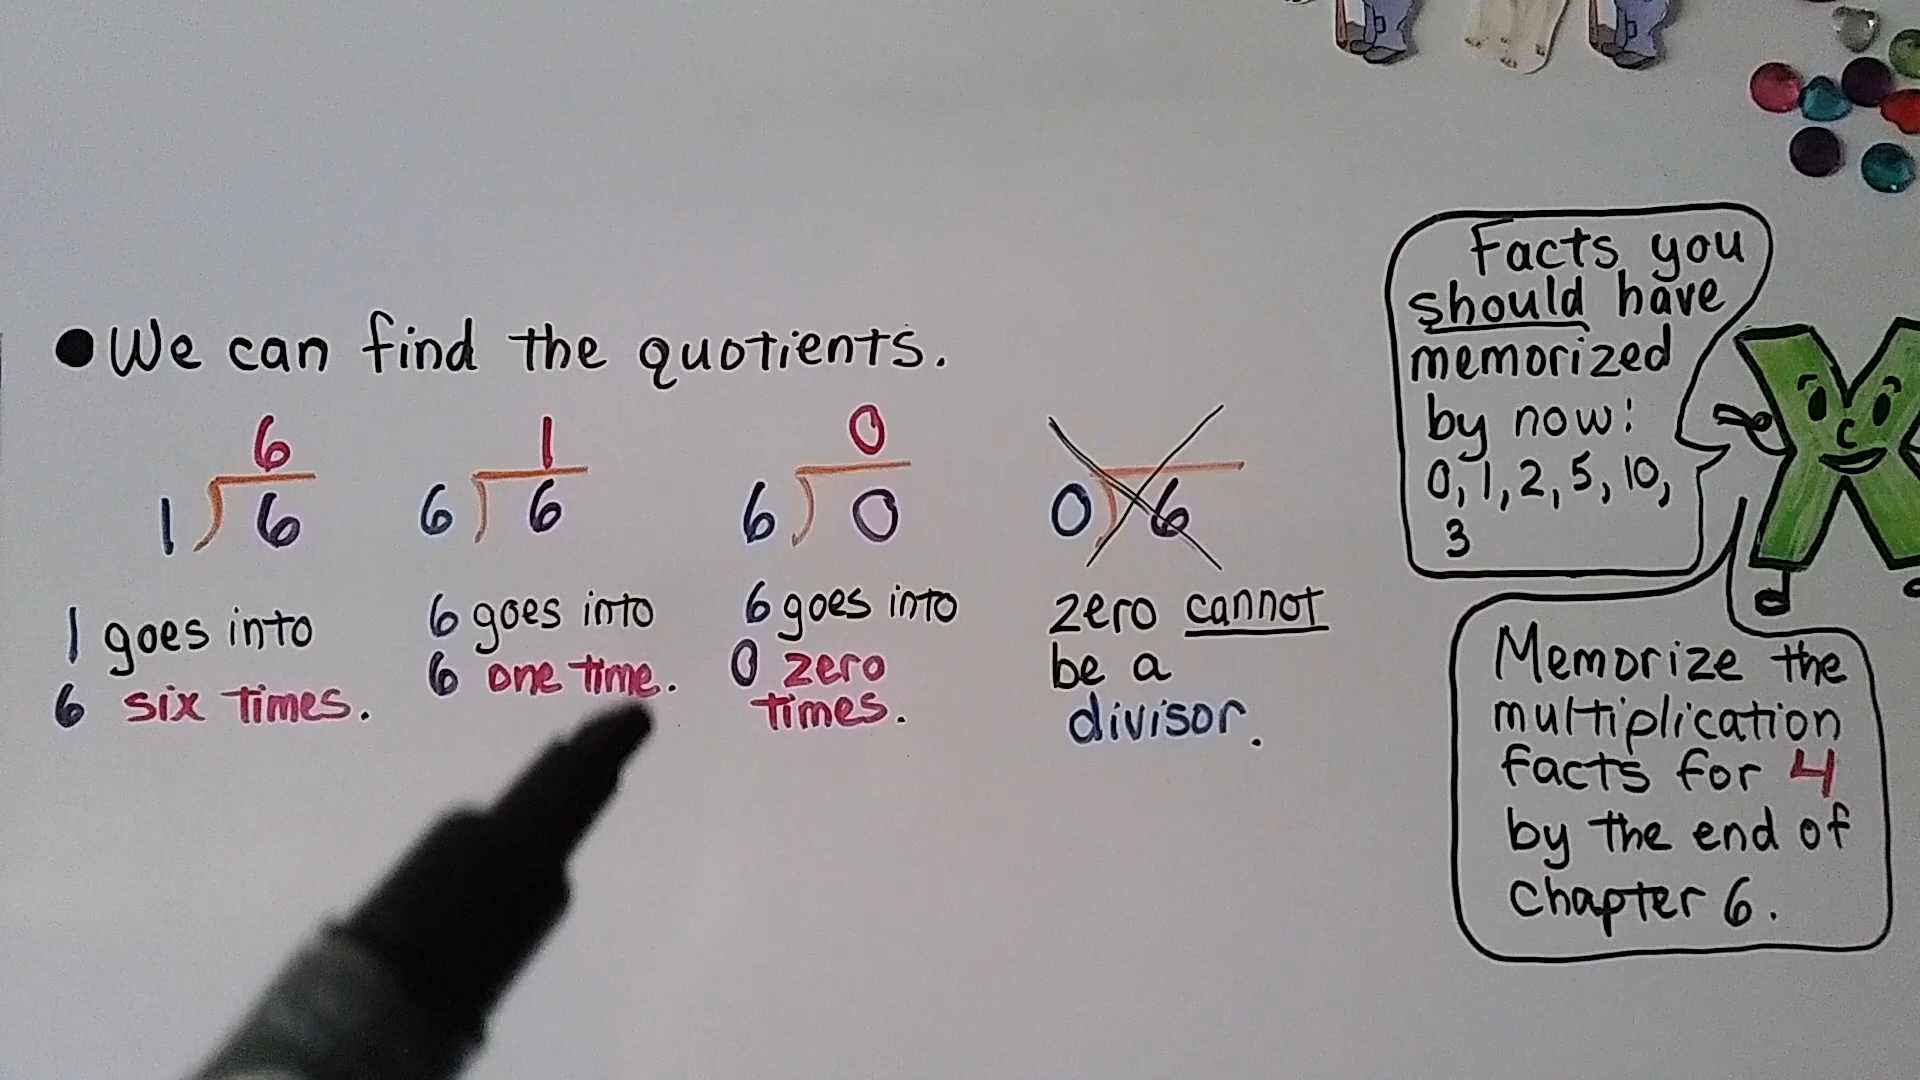 • We can find the quotients.
6
1 6
1
6 6
0
6 0
0 6
1 goes into
6 six times.
6 goes into
6 one time.
6 goes into
0 zero
times.
zero cannot
be a
divisor.
Facts you
should have
memorized
by now:
0, 1, 2, 5, 10,
3
Memorize the
multiplication
facts for 4
by the end of
Chapter 6.